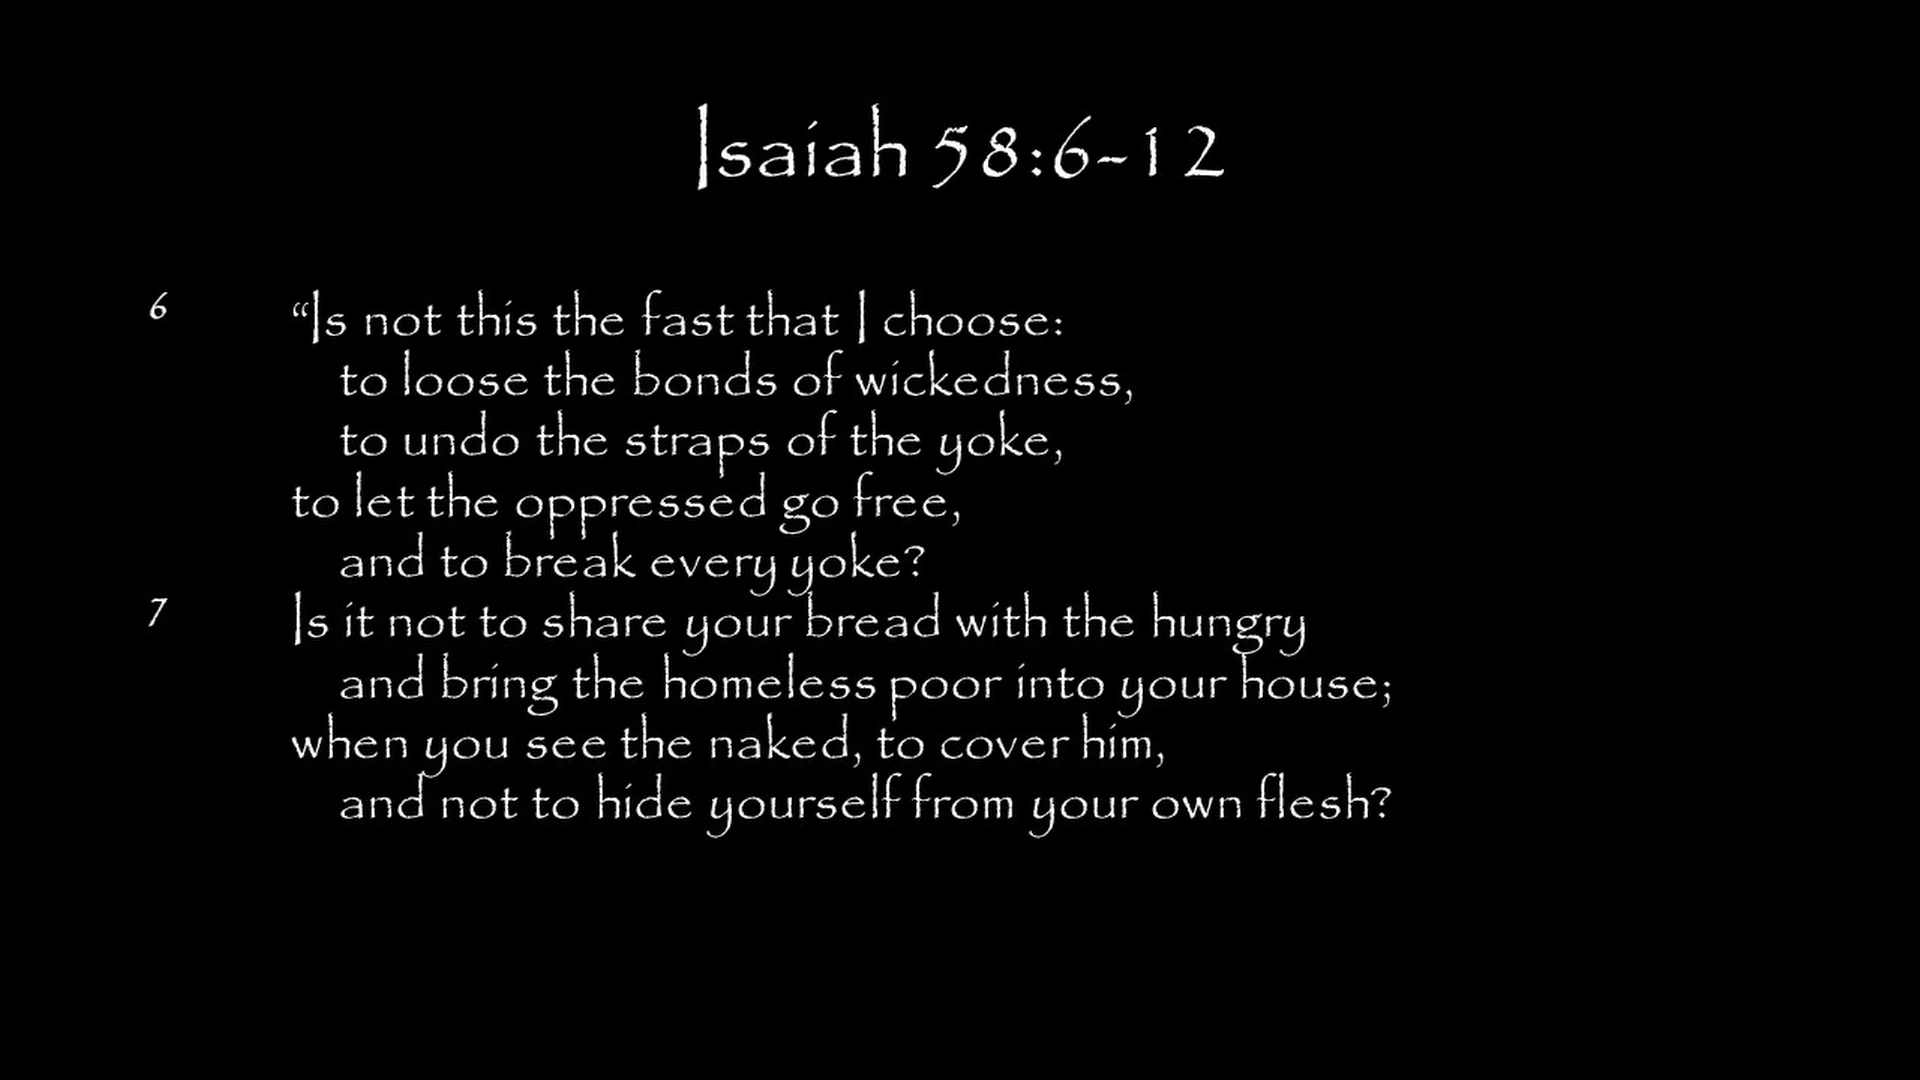 Isaiah 58:6-12
6 “Is not this the fast that I choose:
to loose the bonds of wickedness,
to undo the straps of the yoke,
to let the oppressed go free,
and to break every yoke?
7 Is it not to share your bread with the hungry
and bring the homeless poor into your house;
when you see the naked, to cover him,
and not to hide yourself from your own flesh?